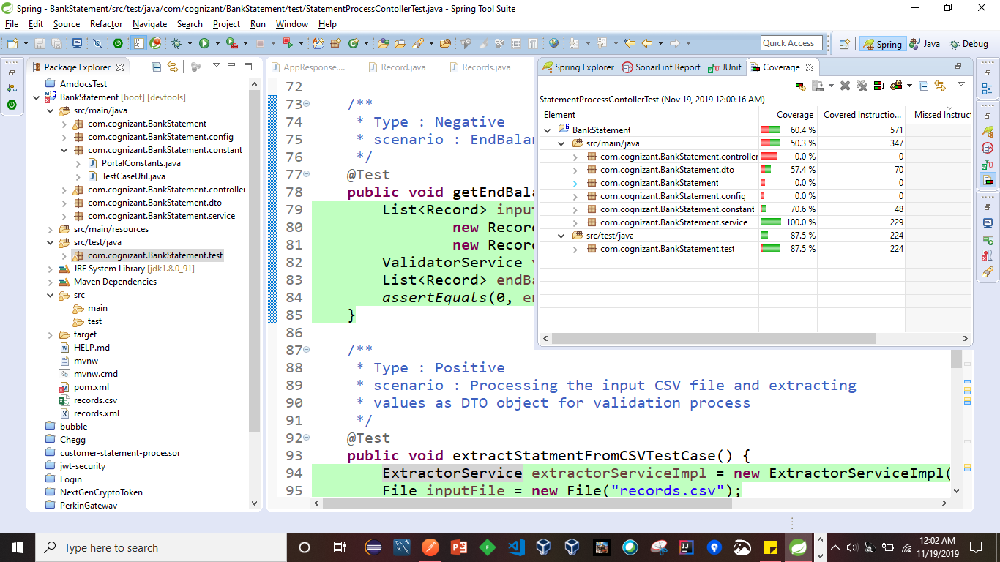 Spring - BankStatement/src/test/java/com/cognizant/BankStatement/test/StatementProcessContollerTest.java - Spring Tool Suite
File Edit Source Refactor Navigate Search Project Run Window Help
Quick Access
Spring Java Debug
Package Explorer
AmdocsTest
BankStatement [boot] [devtools]
src/main/java
com.cognizant.BankStatement
com.cognizant.BankStatement.config
com.cognizant.BankStatement.constant
PortalConstants.java
TestCaseUtil.java
com.cognizant.BankStatement.controller
com.cognizant.BankStatement.dto
com.cognizant.BankStatement.service
src/main/resources
src/test/java
com.cognizant.BankStatement.test
JRE System Library [jdk1.8.0_91]
Maven Dependencies
src
main
test
target
HELP.md
mvnw
mvnw.cmd
pom.xml
records.csv
records.xml
bubble
Chegg
customer-statement-processor
jwt-security
Login
NextGenCryptoToken
PerkinGateway
AppResponse.... Record.java Records.java
72
73 /**
74 * Type : Negative
75 * scenario : EndBalan
76 */
77 @Test
78 public void getEndBala
79 List<Record> input
80 new Record
81 new Record
82 ValidatorService v
83 List<Record> endBa
84 assertEquals(0, en
85 }
86
87 /**
88 * Type : Positive
89 * scenario : Processing the input CSV file and extracting
90 * values as DTO object for validation process
91 */
92 @Test
93 public void extractStatmentFromCSVTestCase() {
94 ExtractorService extractorServiceImpl = new ExtractorServiceImpl(
95 File inputFile = new File("records.csv");
Spring Explorer SonarLint Report JUnit Coverage
StatementProcessContollerTest (Nov 19, 2019 12:00:16 AM)
Element Coverage Covered Instructio... Missed Instruct
BankStatement 60.4 % 571
src/main/java 50.3 % 347
com.cognizant.BankStatement.controller 0.0 % 0
com.cognizant.BankStatement.dto 57.4 % 70
com.cognizant.BankStatement 0.0 % 0
com.cognizant.BankStatement.config 0.0 % 0
com.cognizant.BankStatement.constant 70.6 % 48
com.cognizant.BankStatement.service 100.0 % 229
src/test/java 87.5 % 224
com.cognizant.BankStatement.test 87.5 % 224
Type here to search
12:02 AM
11/19/2019